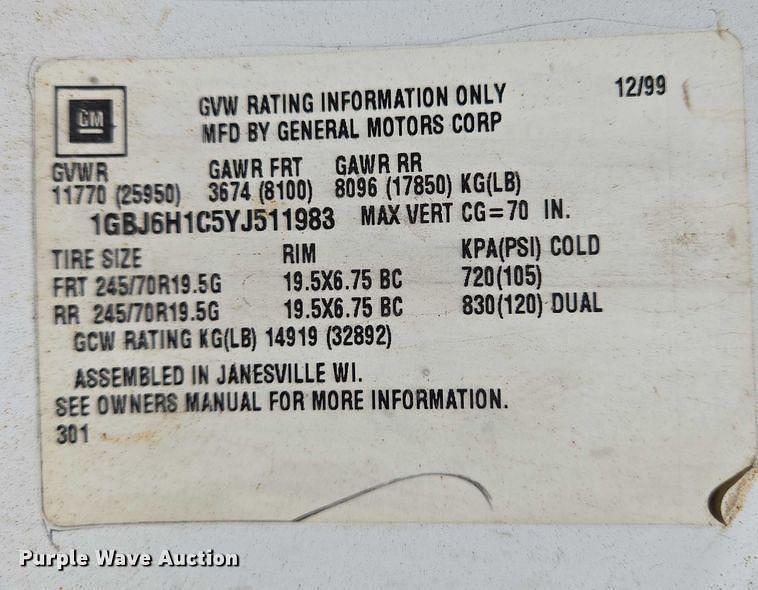 GM
GVW RATING INFORMATION ONLY 12/99
MFD BY GENERAL MOTORS CORP
GVWR GAWR FRT GAWR RR
11770 (25950) 3674 (8100) 8096 (17850) KG(LB)
1GBJ6H1C5YJ511983 MAX VERT CG=70 IN.
TIRE SIZE RIM KPA(PSI) COLD
FRT 245/70R19.5G 19.5X6.75 BC 720(105)
RR 245/70R19.5G 19.5X6.75 BC 830(120) DUAL
GCW RATING KG(LB) 14919 (32892)
ASSEMBLED IN JANESVILLE WI.
SEE OWNERS MANUAL FOR MORE INFORMATION.
301
Purple Wave Auction